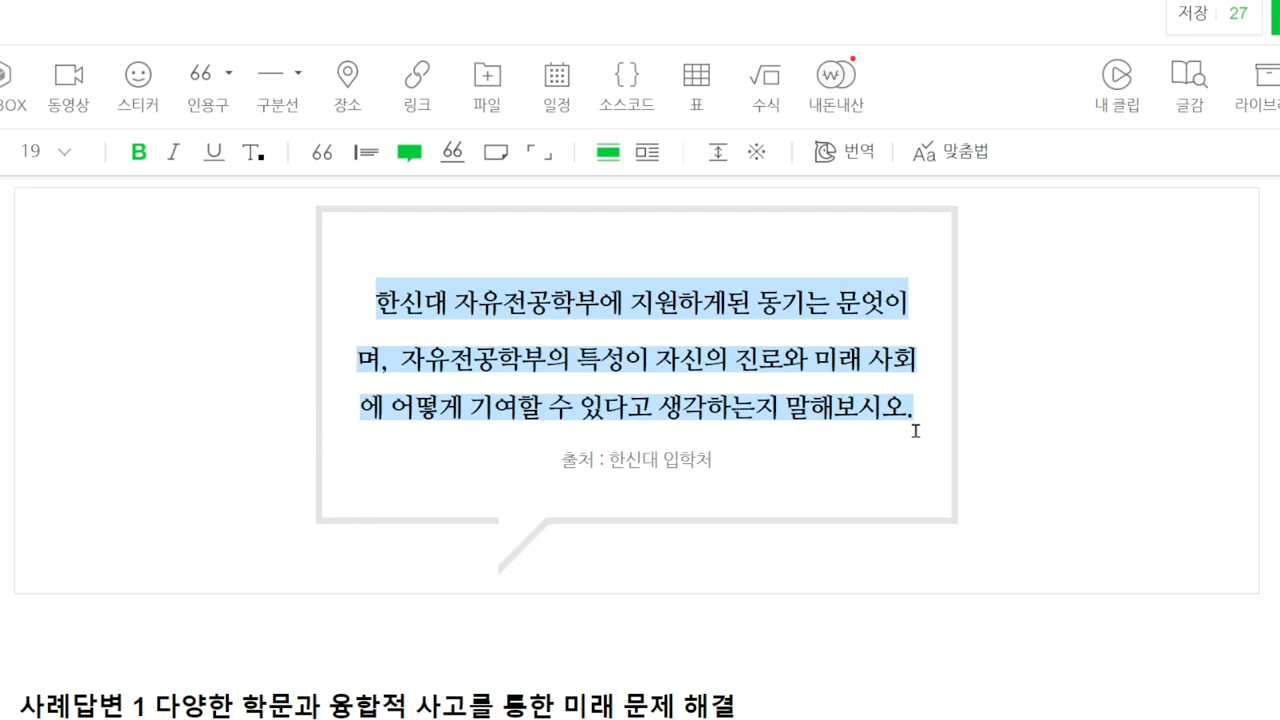 저장 27
BOX 동영상 스티커 66 인용구 구분선 장소 링크 파일 일정 소스코드 표 수식 내돈내산 내 클립 글감 라이브
19 B I U T 66 66 번역 맞춤법
한신대 자유전공학부에 지원하게된 동기는 문엇이
며, 자유전공학부의 특성이 자신의 진로와 미래 사회
에 어떻게 기여할 수 있다고 생각하는지 말해보시오.
출처 : 한신대 입학처
사례답변 1 다양한 학문과 융합적 사고를 통한 미래 문제 해결